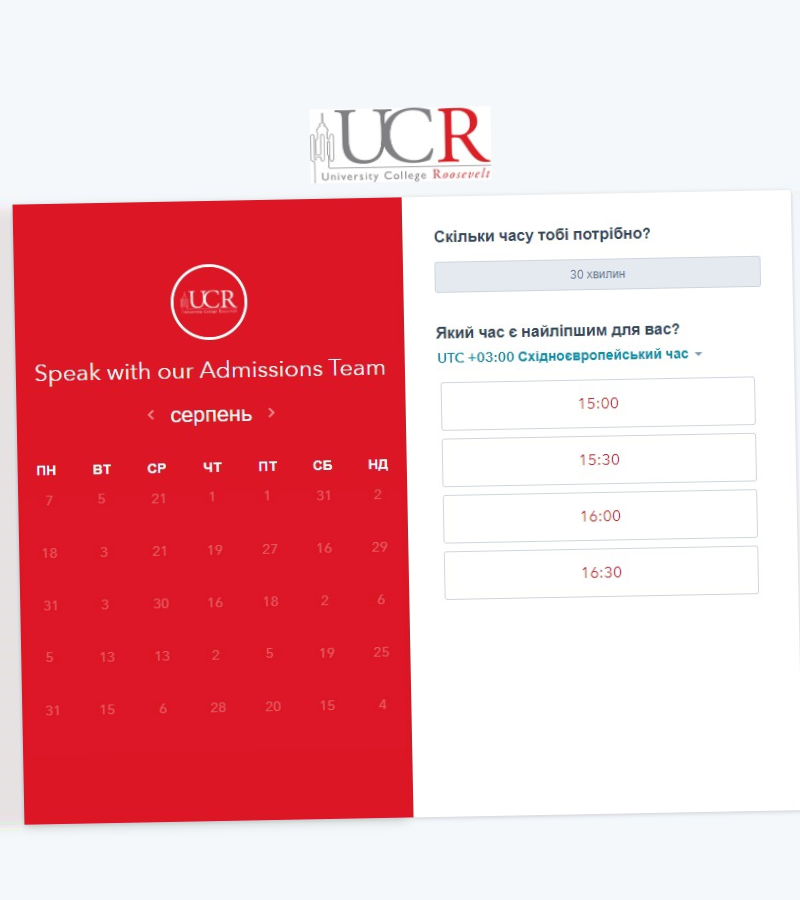 UCR
University College Roosevelt
UCR
University College Roosevelt
Speak with our Admissions Team
серпень
ПН ВТ СР ЧТ ПТ СБ НД
7 5 21 1 1 31 2
18 3 21 19 27 16 29
31 3 30 16 18 2 6
5 13 13 2 5 19 25
31 15 6 28 20 15 4
Скільки часу тобі потрібно?
30 хвилин
Який час є найліпшим для вас?
UTC +03:00 Східноєвропейський час
15:00
15:30
16:00
16:30